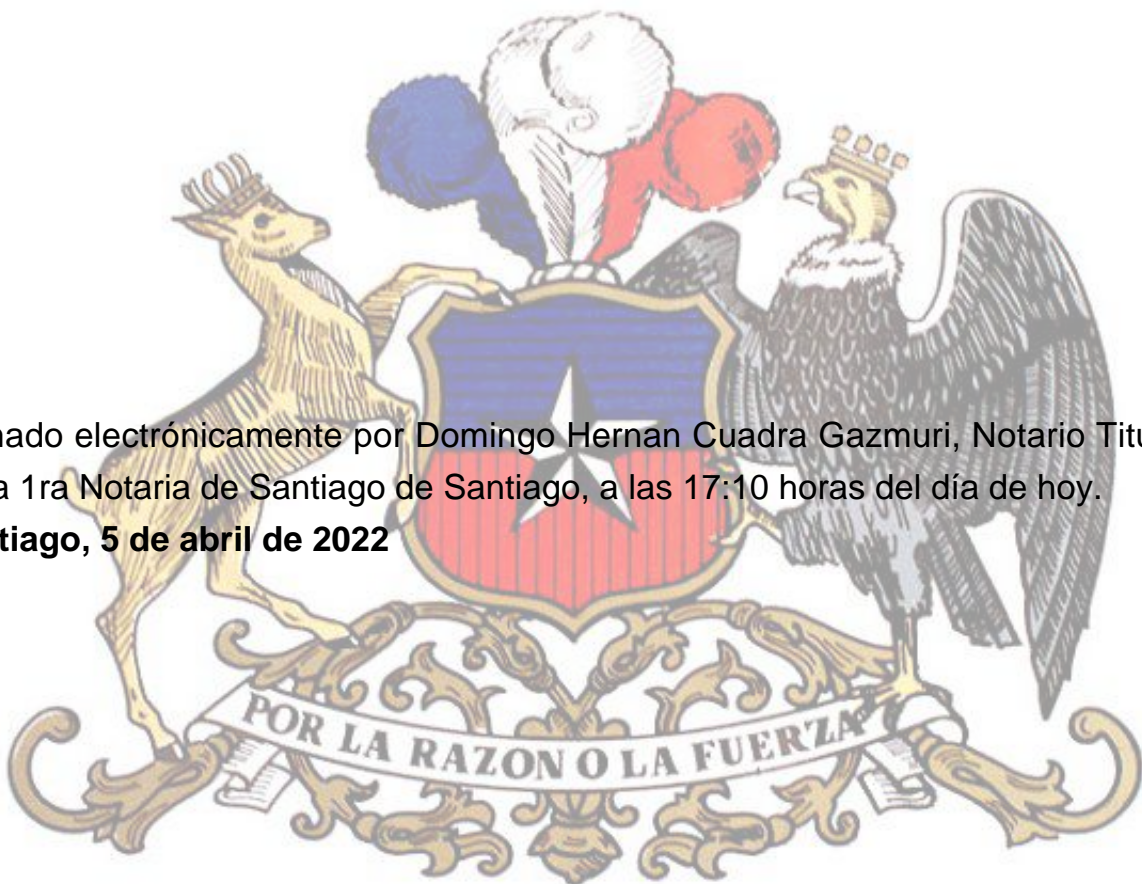 nado electrónicamente por Domingo Hernan Cuadra Gazmuri, Notario Titu
a 1ra Notaria de Santiago de Santiago, a las 17:10 horas del día de hoy.
tiago, 5 de abril de 2022
POR LA RAZON O LA FUERZA